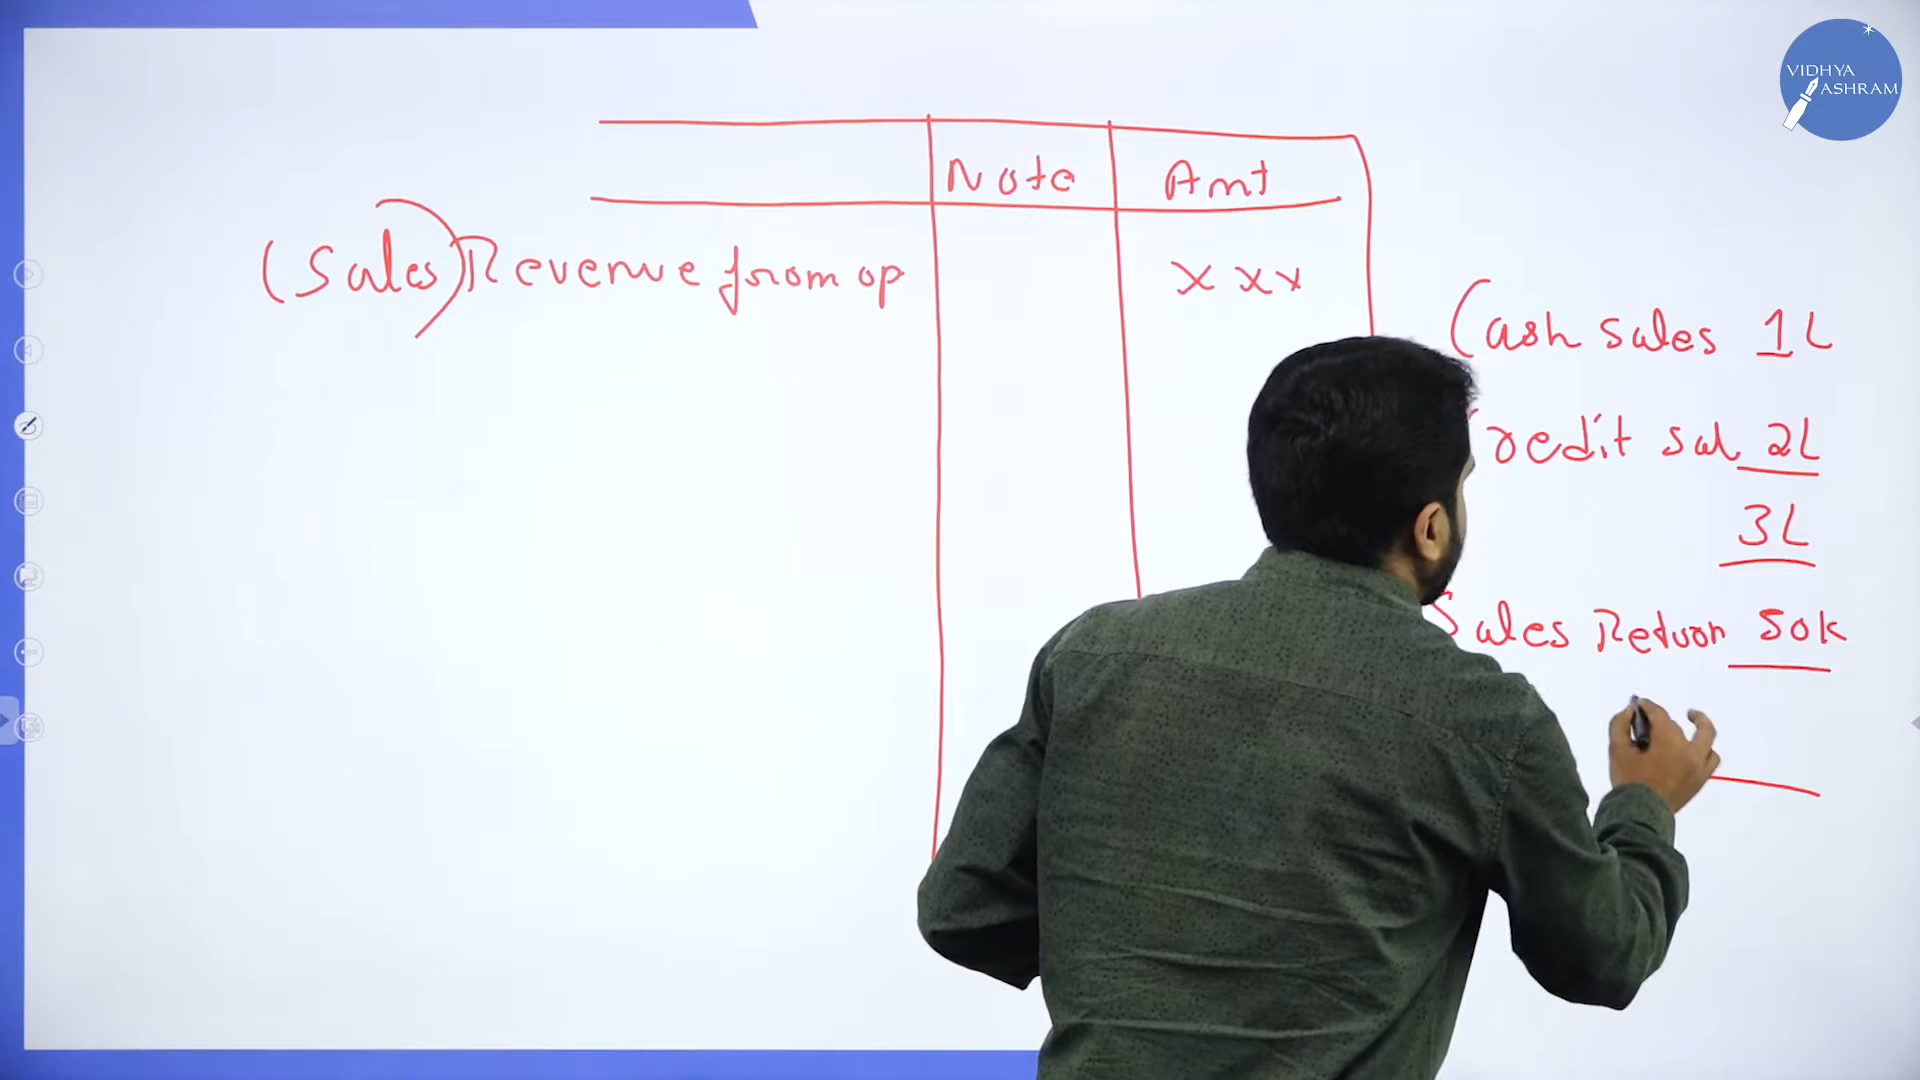 VIDHYA
ASHRAM
Note Amt
(Sales) Revenue from op x x x
Cash sales 1L
Credit sal 2L
3L
Sales Return 50k